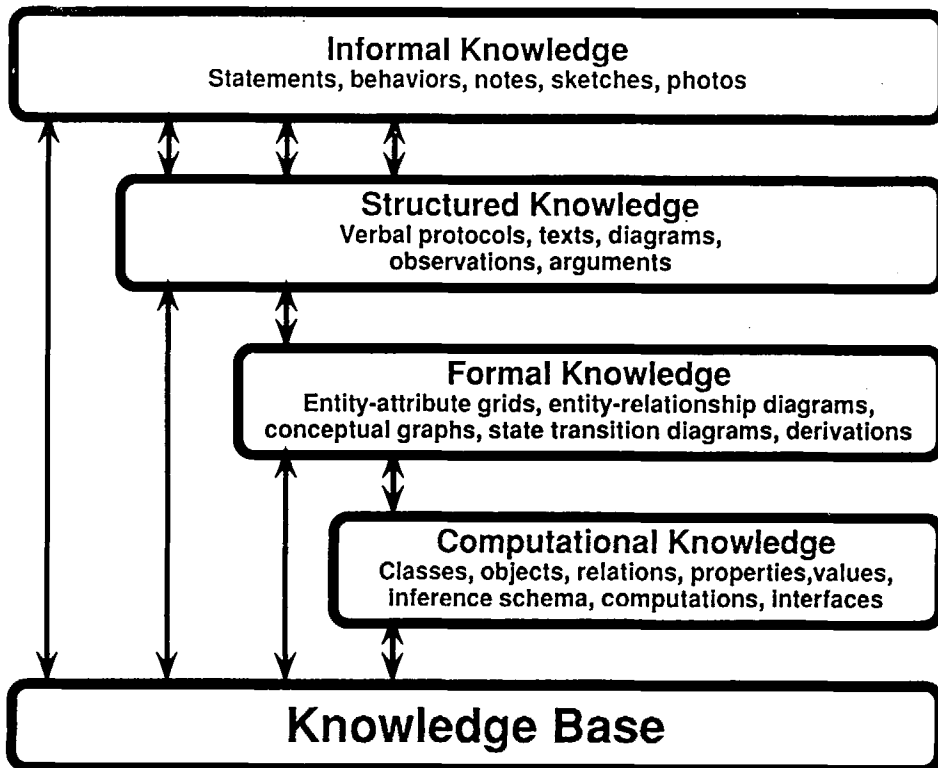 Informal Knowledge
Statements, behaviors, notes, sketches, photos
Structured Knowledge
Verbal protocols, texts, diagrams,
observations, arguments
Formal Knowledge
Entity-attribute grids, entity-relationship diagrams,
conceptual graphs, state transition diagrams, derivations
Computational Knowledge
Classes, objects, relations, properties,values,
inference schema, computations, interfaces
Knowledge Base